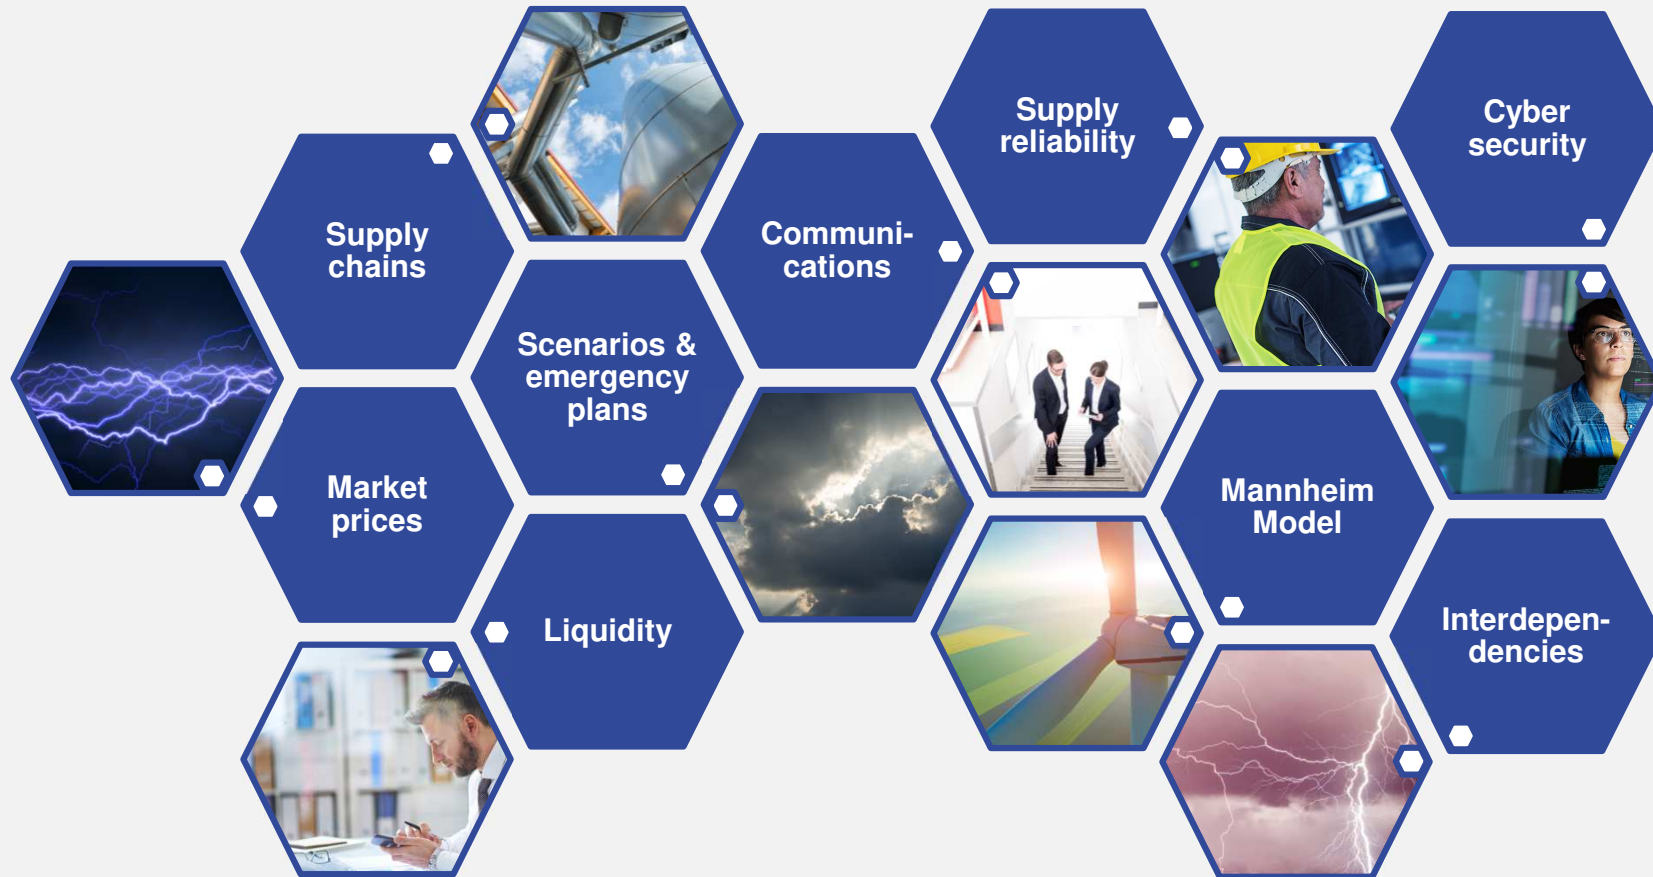 Supply
chains
Market
prices
Scenarios &
emergency
plans
Liquidity
Communi-
cations
Supply
reliability
Mannheim
Model
Cyber
security
Interdepen-
dencies